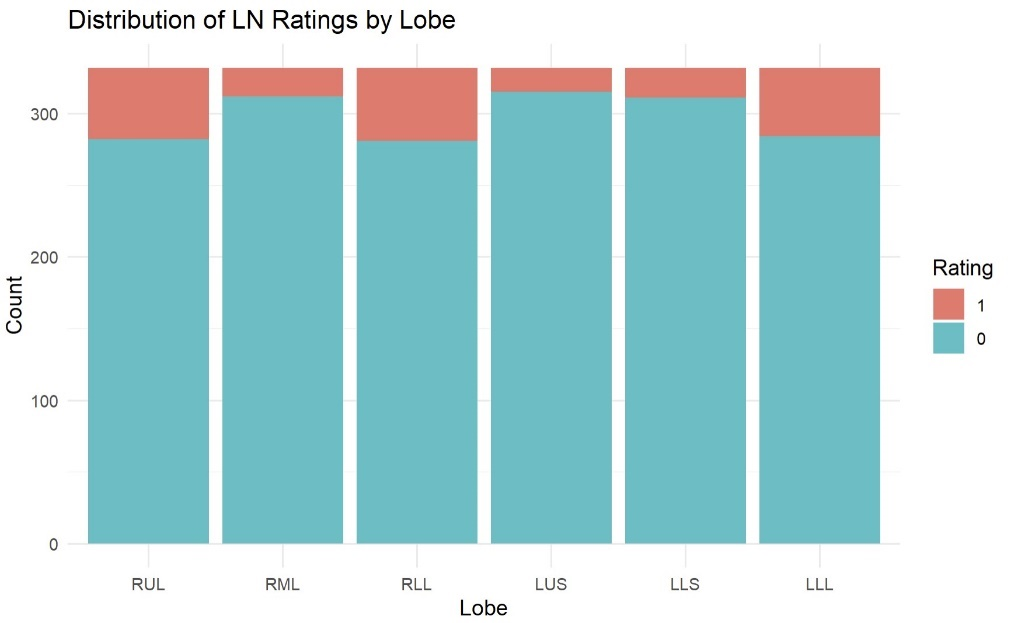 Distribution of LN Ratings by Lobe
Count
300
200
100
0
RUL RML RLL LUS LLS LLL
Lobe
Rating
1
0